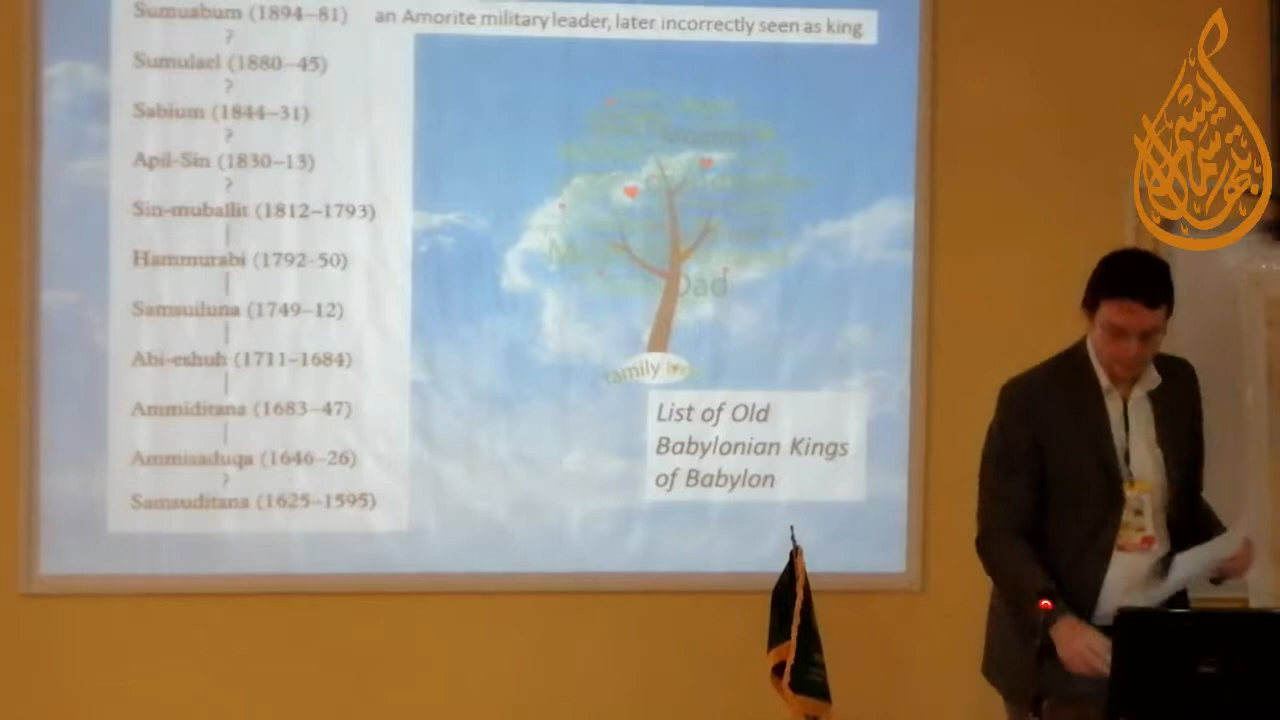 Sumuabum (1894–81) an Amorite military leader, later incorrectly seen as king
?
Sumulael (1880–45)
?
Sabium (1844–31)
?
Apil-Sin (1830–13)
?
Sin-muballit (1812–1793)
Hammurabi (1792–50)
Samsuiluna (1749–12)
Abi-eshuh (1711–1684)
Ammiditana (1683–47)
Ammisaduqa (1646–26)
?
Samsuditana (1625–1595)
Dad
family
List of Old
Babylonian Kings
of Babylon